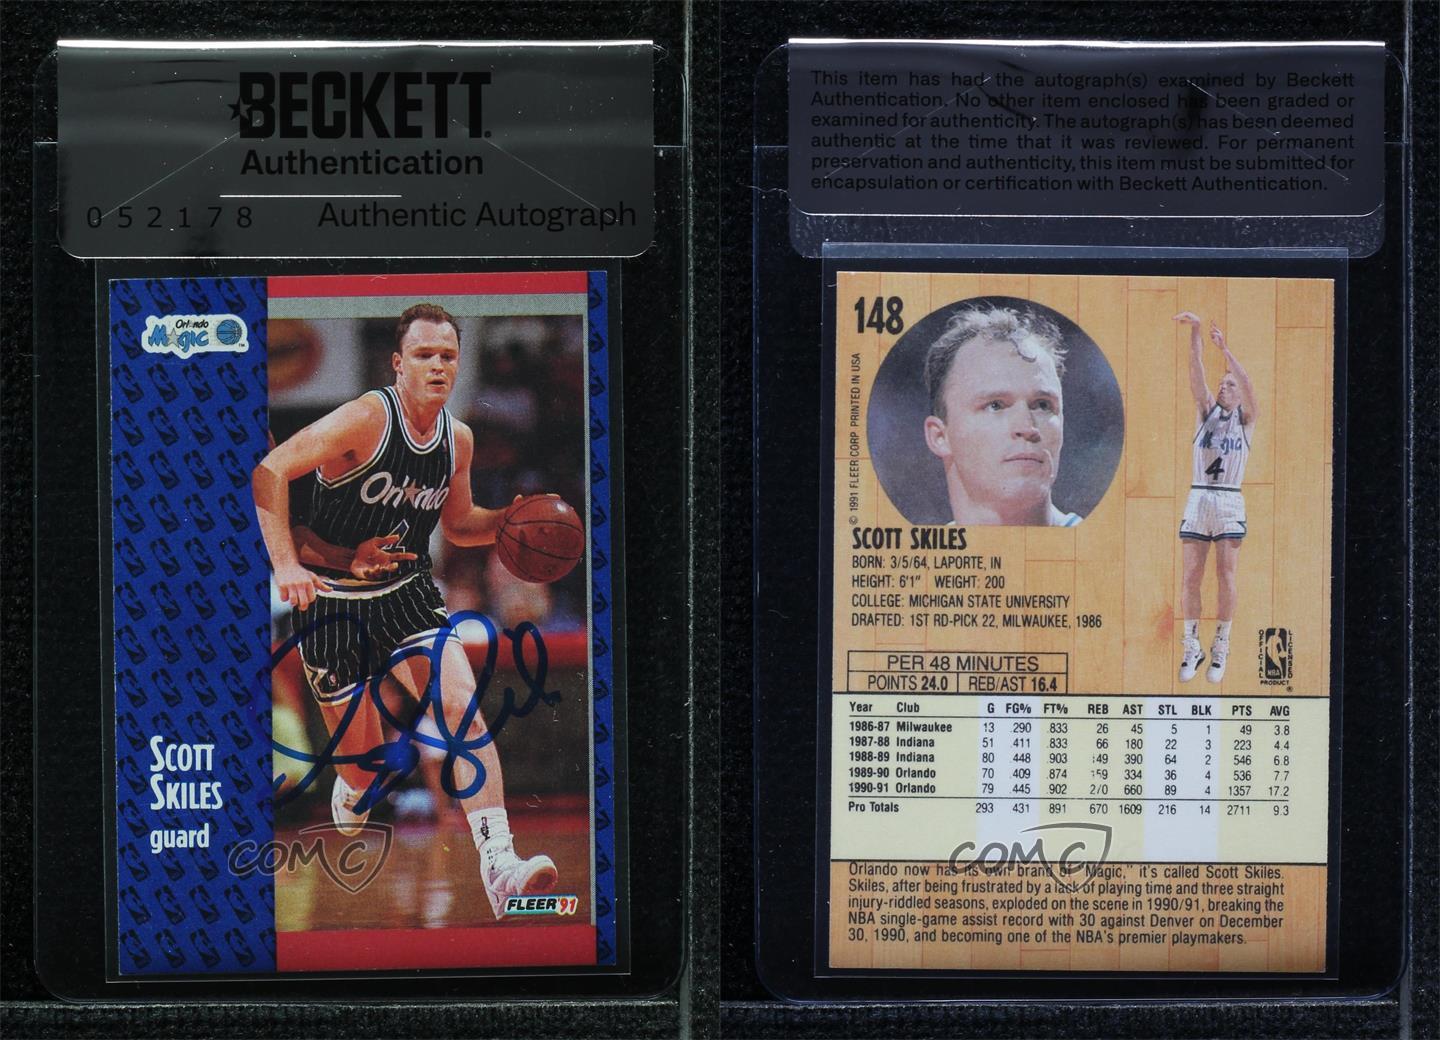 BECKETT
Authentication
052178 Authentic Autograph
Orlando
Magic
Orlando
4
SCOTT
SKILES
guard
FLEER '91
COMC
This item has had the autograph(s) examined by Beckett
Authentication. No other item enclosed has been graded or
examined for authenticity. The autograph(s) has been deemed
authentic at the time that it was reviewed. For permanent
preservation and authenticity, this item must be submitted for
encapsulation or certification with Beckett Authentication.
148
© 1991 FLEER CORP. PRINTED IN USA
Magic
4
SCOTT SKILES
BORN: 3/5/64, LAPORTE, IN
HEIGHT: 6'1" WEIGHT: 200
COLLEGE: MICHIGAN STATE UNIVERSITY
DRAFTED: 1ST RD-PICK 22, MILWAUKEE, 1986
OFFICIAL LICENSED
NBA
PRODUCT
PER 48 MINUTES
POINTS 24.0 REB/AST 16.4
Year Club G FG% FT% REB AST STL BLK PTS AVG
1986-87 Milwaukee 13 .290 .833 26 45 5 1 49 3.8
1987-88 Indiana 51 .411 .833 66 180 22 3 223 4.4
1988-89 Indiana 80 .448 .903 149 390 64 2 546 6.8
1989-90 Orlando 70 .409 .874 159 334 36 4 536 7.7
1990-91 Orlando 79 .445 .902 270 660 89 4 1357 17.2
Pro Totals 293 431 891 670 1609 216 14 2711 9.3
COMC
Orlando now has its own brand of "Magic," it's called Scott Skiles.
Skiles, after being frustrated by a lack of playing time and three straight
injury-riddled seasons, exploded on the scene in 1990/91, breaking the
NBA single-game assist record with 30 against Denver on December
30, 1990, and becoming one of the NBA's premier playmakers.